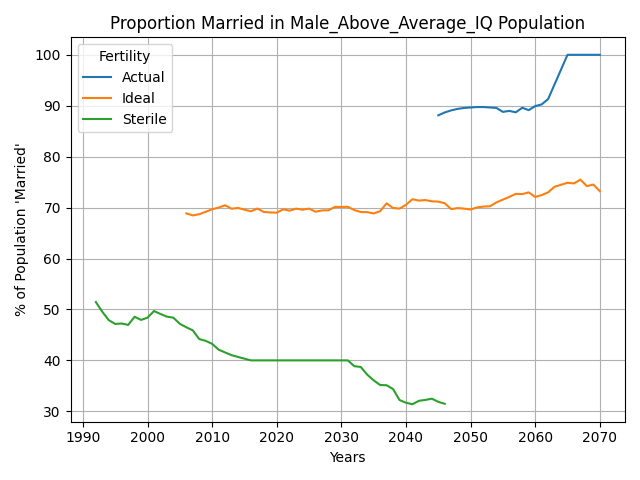 Proportion Married in Male_Above_Average_IQ Population
Fertility
Actual
Ideal
Sterile
% of Population 'Married'
100
90
80
70
60
50
40
30
1990
2000
2010
2020
2030
2040
2050
2060
2070
Years